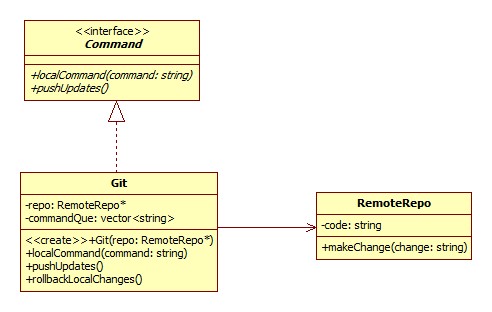 <<interface>>
Command
+localCommand(command: string)
+pushUpdates()
Git
-repo: RemoteRepo*
-commandQue: vector<string>
<<create>>+Git(repo: RemoteRepo*)
+localCommand(command: string)
+pushUpdates()
+rollbackLocalChanges()
RemoteRepo
-code: string
+makeChange(change: string)